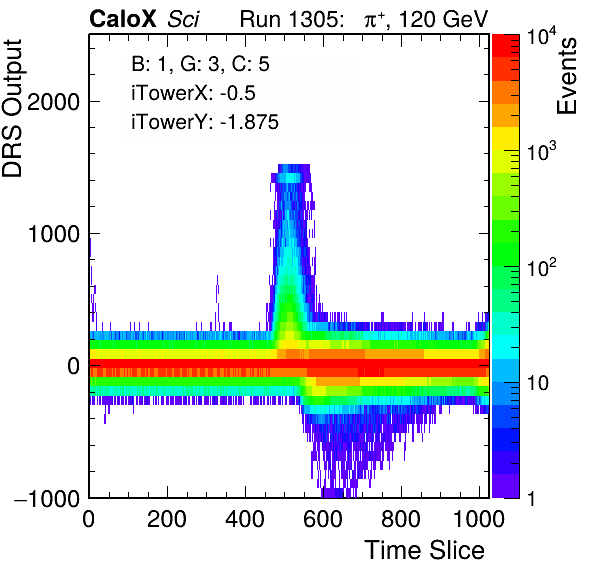 CaloX Sci Run 1305: π⁺, 120 GeV
DRS Output
Events
B: 1, G: 3, C: 5
iTowerX: -0.5
iTowerY: -1.875
2000
1000
0
−1000
0 200 400 600 800 1000
Time Slice
10⁴
10³
10²
10
1